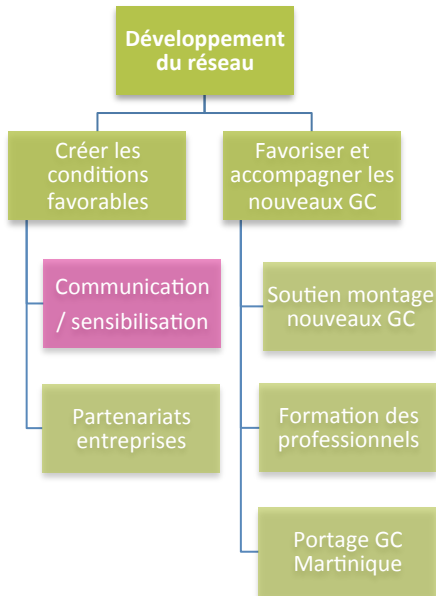 Développement
du réseau
Créer les
conditions
favorables
Communication
/ sensibilisation
Partenariats
entreprises
Favoriser et
accompagner les
nouveaux GC
Soutien montage
nouveaux GC
Formation des
professionnels
Portage GC
Martinique